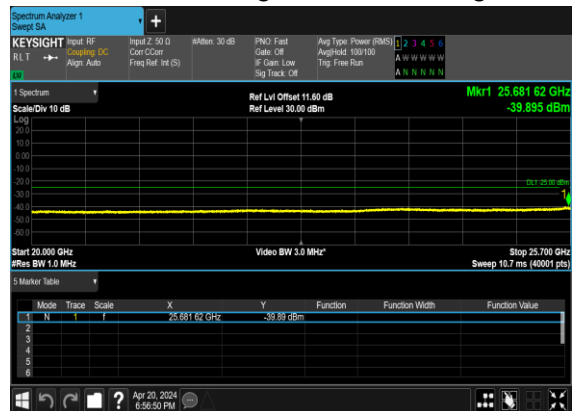 Spectrum Analyzer 1
Swept SA
+
KEYSIGHT Input: RF Input Z: 50 Ω #Atten: 30 dB PNO: Fast Avg Type: Power (RMS) 1 2 3 4 5 6
RLT Coupling: DC Corr CCorr Gate: Off Avg|Hold: 100/100 A W W W W W
Align: Auto Freq Ref: Int (S) IF Gain: Low Trig: Free Run
Sig Track: Off A N N N N N
1 Spectrum Ref Lvl Offset 11.60 dB Mkr1 25.681 62 GHz
Scale/Div 10 dB Ref Level 30.00 dBm -39.895 dBm
Log
20.0
10.0
0.00
-10.0
-20.0 DL1 -25.00 dBm
-30.0 1
-40.0
-50.0
-60.0
Start 20.000 GHz Video BW 3.0 MHz* Stop 25.700 GHz
#Res BW 1.0 MHz Sweep 10.7 ms (40001 pts)
5 Marker Table
Mode Trace Scale X Y Function Function Width Function Value
1 N 1 f 25.681 62 GHz -39.89 dBm
2
3
4
5
6
? Apr 20, 2024
6:56:50 PM